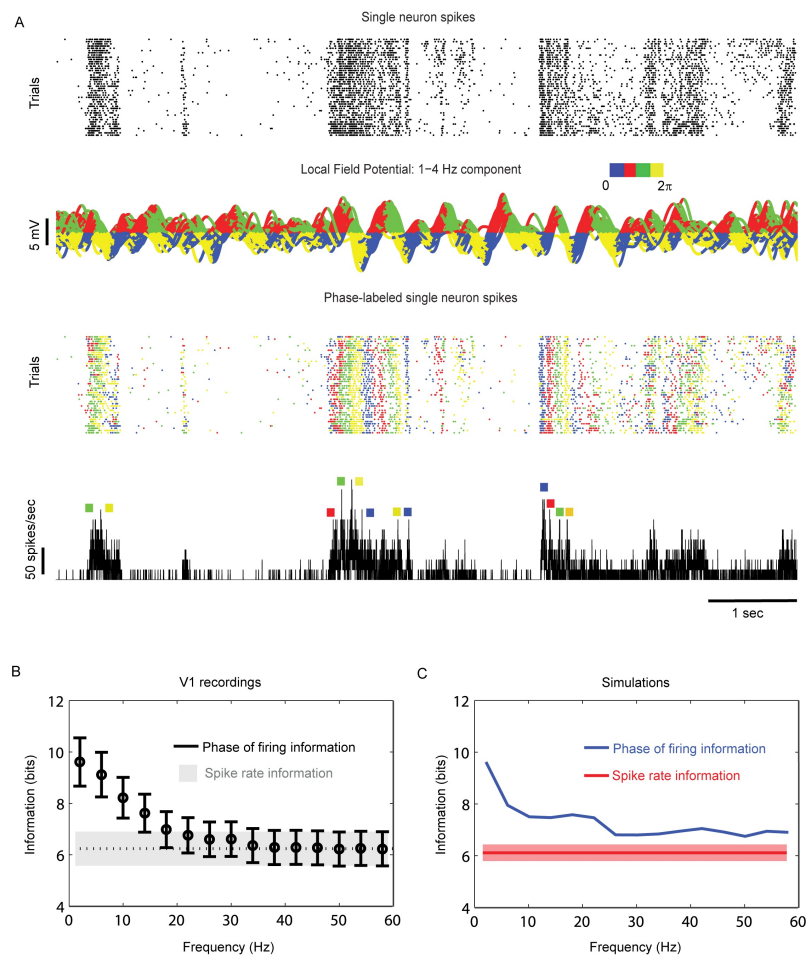 A
Single neuron spikes
Trials
Local Field Potential: 1−4 Hz component
0
2π
5 mV
Phase-labeled single neuron spikes
Trials
50 spikes/sec
1 sec
B
V1 recordings
Information (bits)
12
10
8
6
4
Phase of firing information
Spike rate information
0 10 20 30 40 50 60
Frequency (Hz)
C
Simulations
Information (bits)
12
10
8
6
4
Phase of firing information
Spike rate information
0 10 20 30 40 50 60
Frequency (Hz)